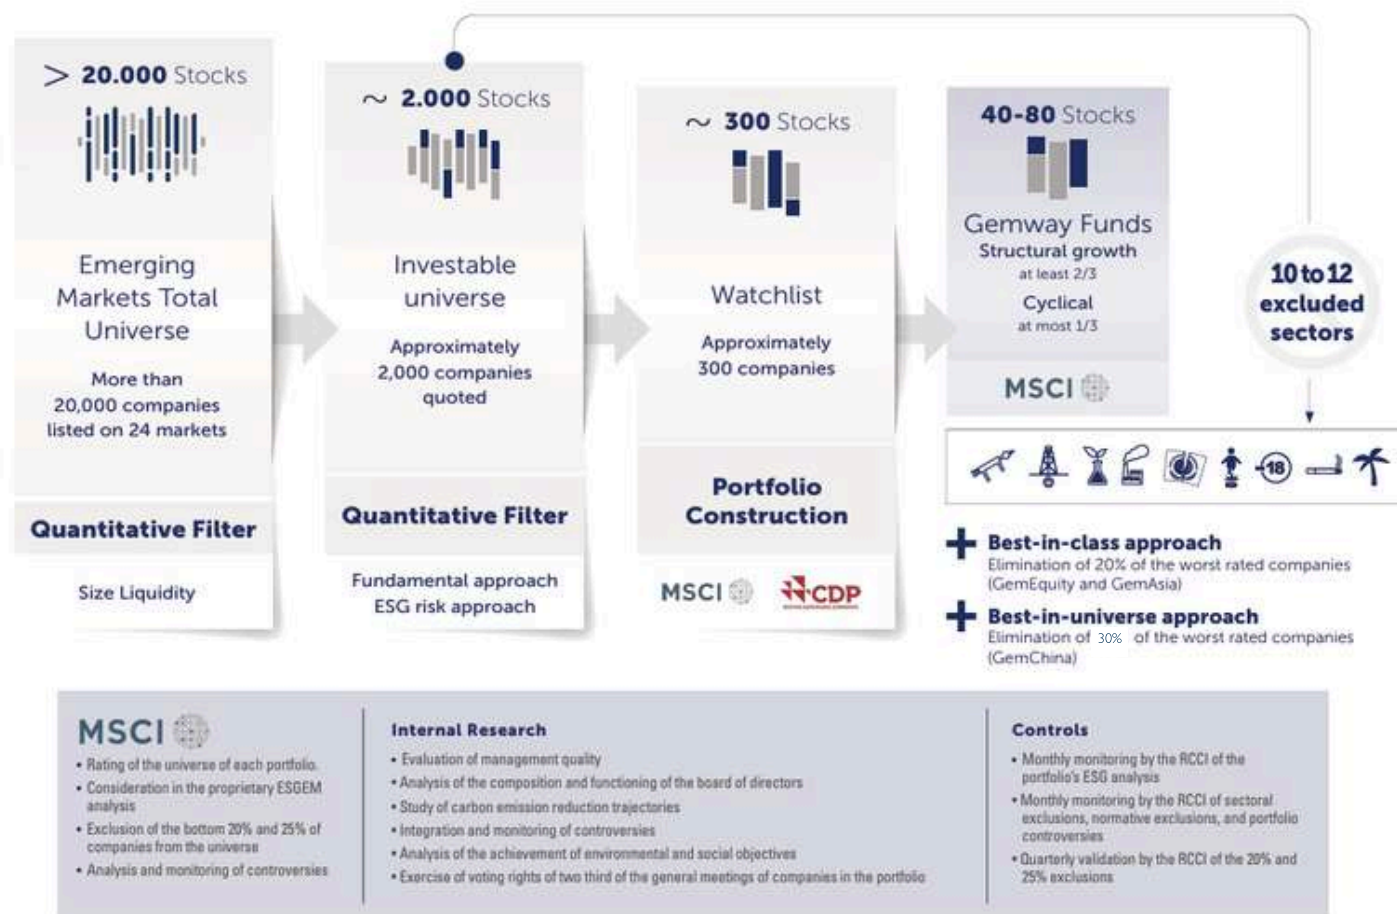 > 20.000 Stocks
Emerging
Markets Total
Universe
More than
20,000 companies
listed on 24 markets
Quantitative Filter
Size Liquidity
~ 2.000 Stocks
Investable
universe
Approximately
2,000 companies
quoted
Quantitative Filter
Fundamental approach
ESG risk approach
~ 300 Stocks
Watchlist
Approximately
300 companies
Portfolio
Construction
MSCI
CDP
40-80 Stocks
Gemway Funds
Structural growth
at least 2/3
Cyclical
at most 1/3
MSCI
10 to 12
excluded
sectors
-18
+ Best-in-class approach
Elimination of 20% of the worst rated companies
(GemEquity and GemAsia)
+ Best-in-universe approach
Elimination of 30% of the worst rated companies
(GemChina)
MSCI
• Rating of the universe of each portfolio.
• Consideration in the proprietary ESGEM
analysis
• Exclusion of the bottom 20% and 25% of
companies from the universe
• Analysis and monitoring of controversies
Internal Research
• Evaluation of management quality
• Analysis of the composition and functioning of the board of directors
• Study of carbon emission reduction trajectories
• Integration and monitoring of controversies
• Analysis of the achievement of environmental and social objectives
• Exercise of voting rights of two third of the general meetings of companies in the portfolio
Controls
• Monthly monitoring by the RCCI of the
portfolio's ESG analysis
• Monthly monitoring by the RCCI of sectoral
exclusions, normative exclusions, and portfolio
controversies
• Quarterly validation by the RCCI of the 20% and
25% exclusions